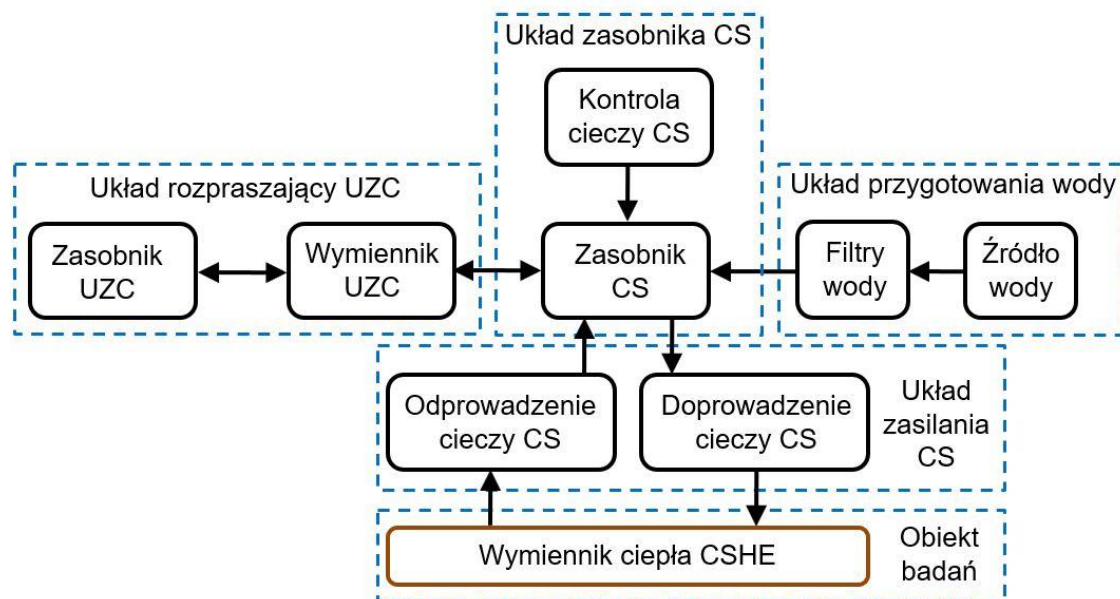 Układ zasobnika CS
Kontrola
cieczy CS
Układ rozpraszający UZC
Układ przygotowania wody
Zasobnik
UZC
Wymiennik
UZC
Zasobnik
CS
Filtry
wody
Źródło
wody
Odprowadzenie
cieczy CS
Doprowadzenie
cieczy CS
Układ
zasilania
CS
Wymiennik ciepła CSHE
Obiekt
badań